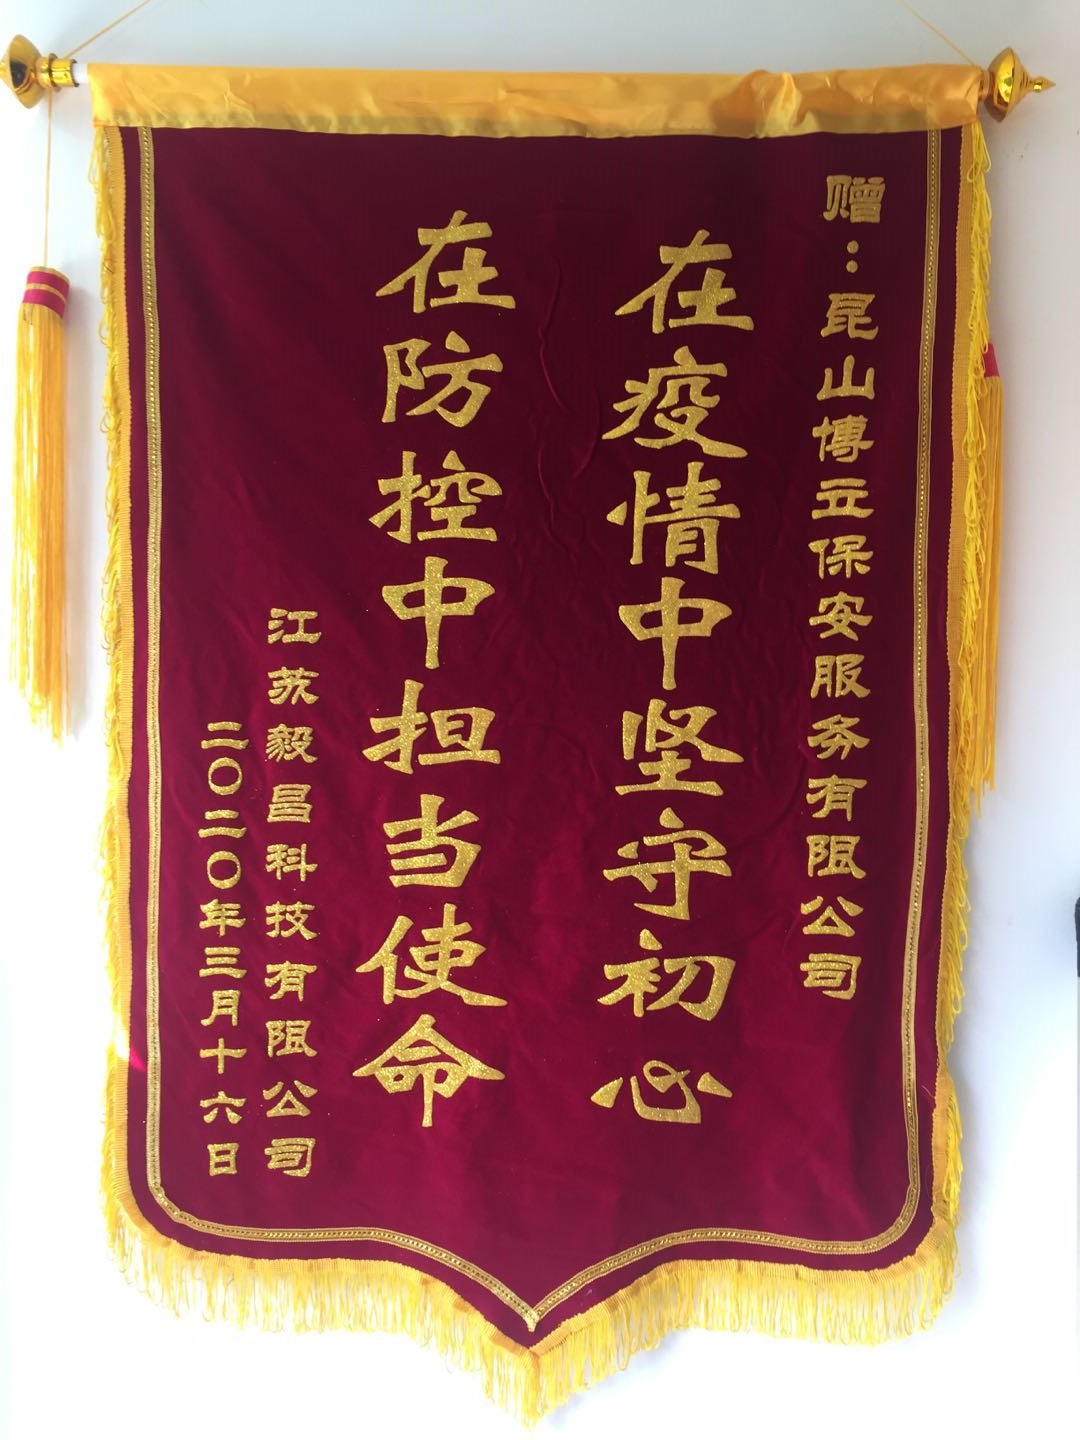 赠：昆山博立保安服务有限公司
在疫情中坚守初心
在防控中担当使命
江苏毅昌科技有限公司
二〇二〇年三月十六日